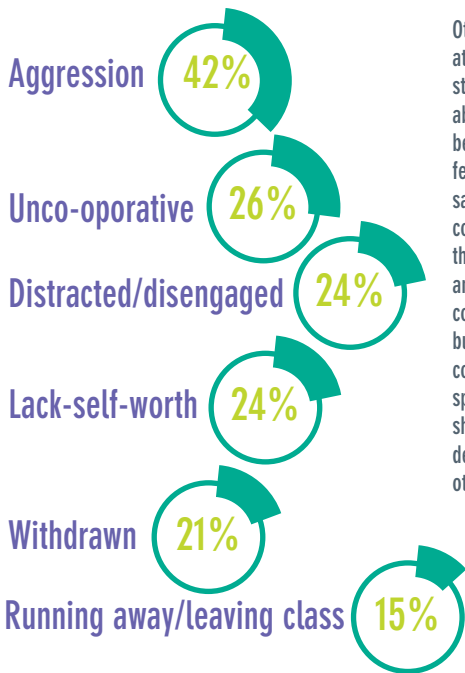 Aggression 42%
Unco-oporative 26%
Distracted/disengaged 24%
Lack-self-worth 24%
Withdrawn 21%
Running away/leaving class 15%